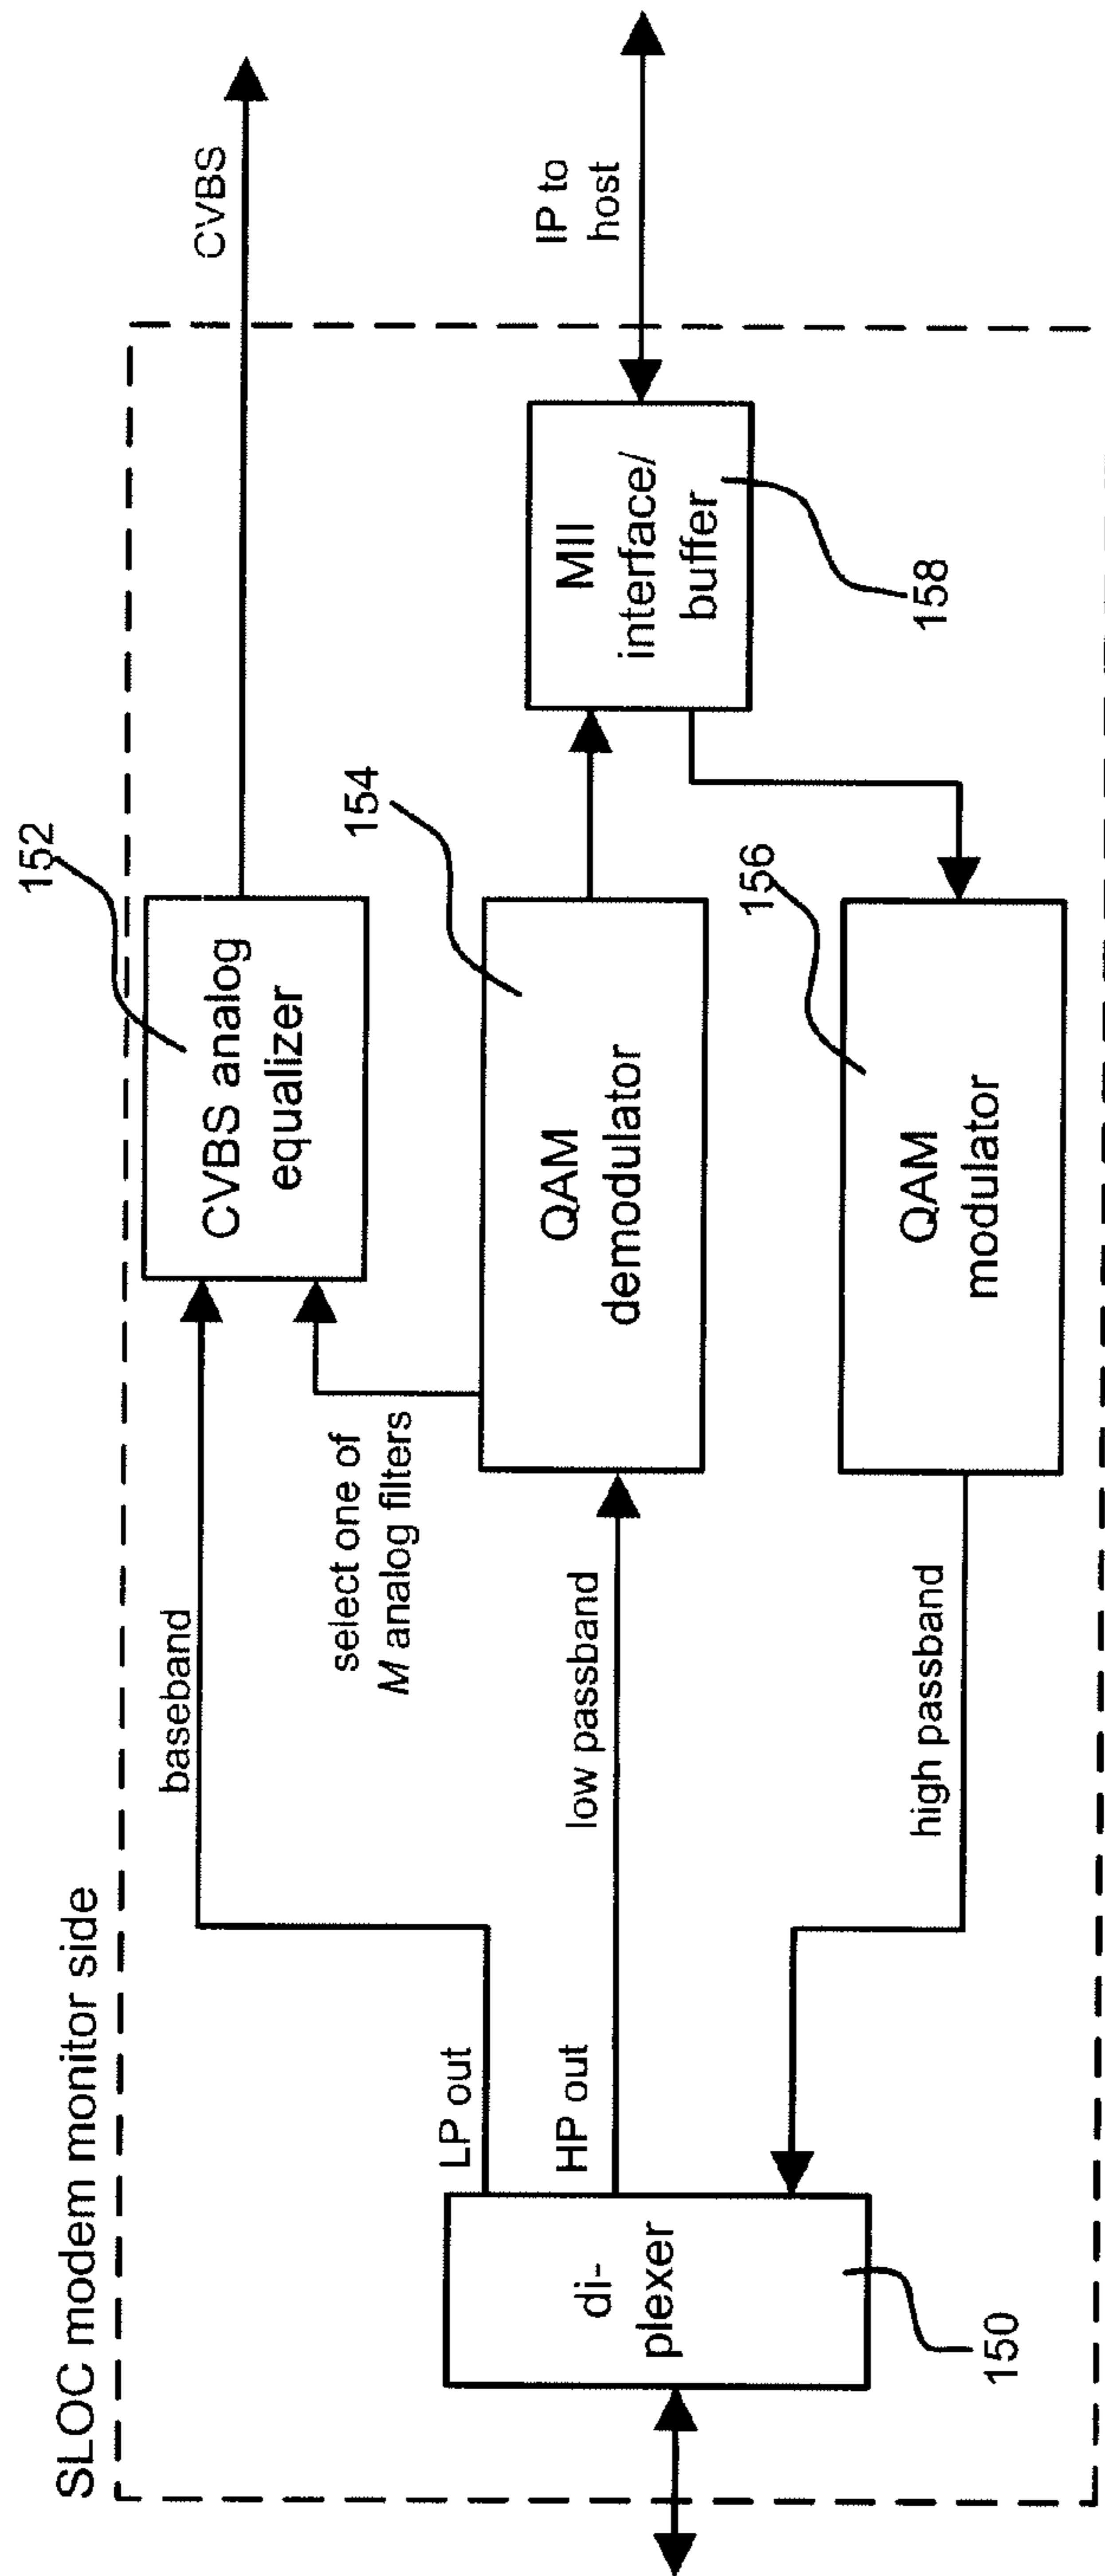 SLOC modem monitor side
di-
plexer
150
LP out
HP out
baseband
low passband
high passband
select one of
M analog filters
CVBS analog
equalizer
152
QAM
demodulator
154
QAM
modulator
156
MII
interface/
buffer
158
CVBS
IP to
host